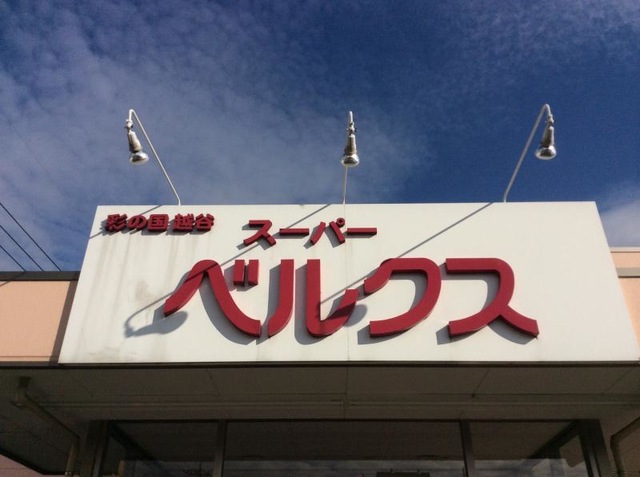 彩の国 越谷
スーパー
ベルクス